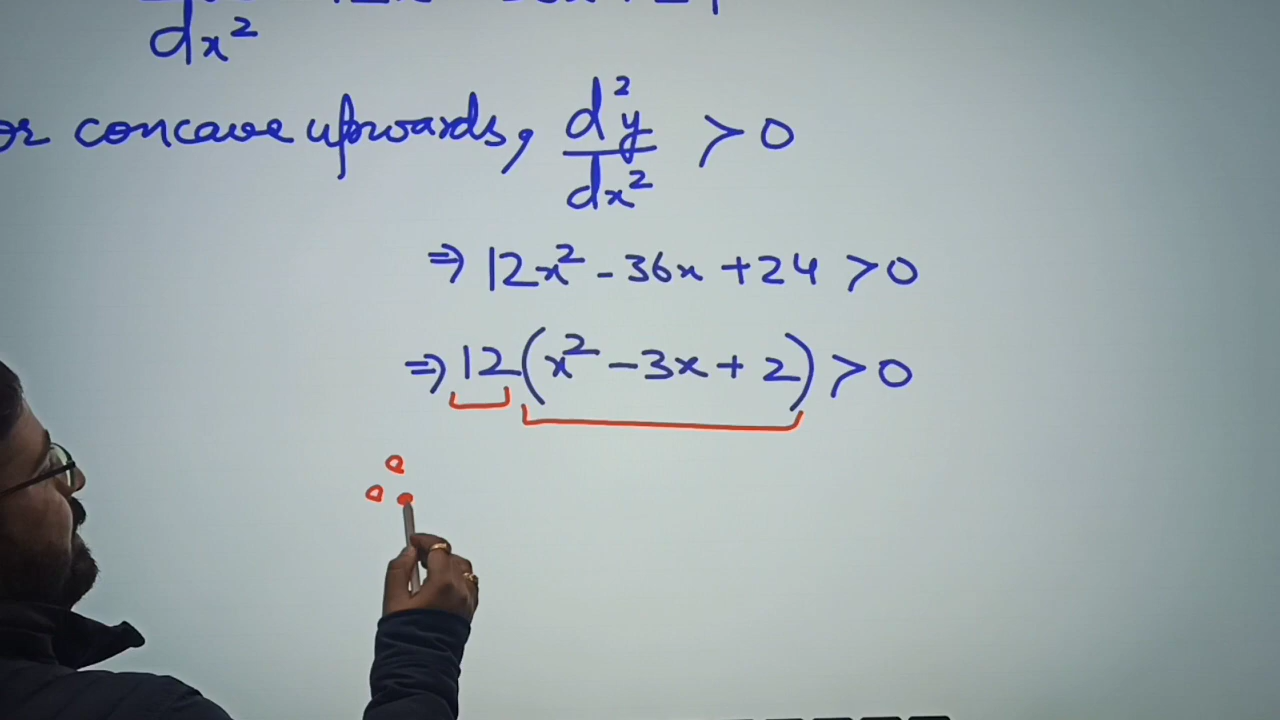 dx²
concave upwards, d²y/dx² > 0
⇒ 12x² - 36x + 24 > 0
⇒ 12(x² - 3x + 2) > 0
∴